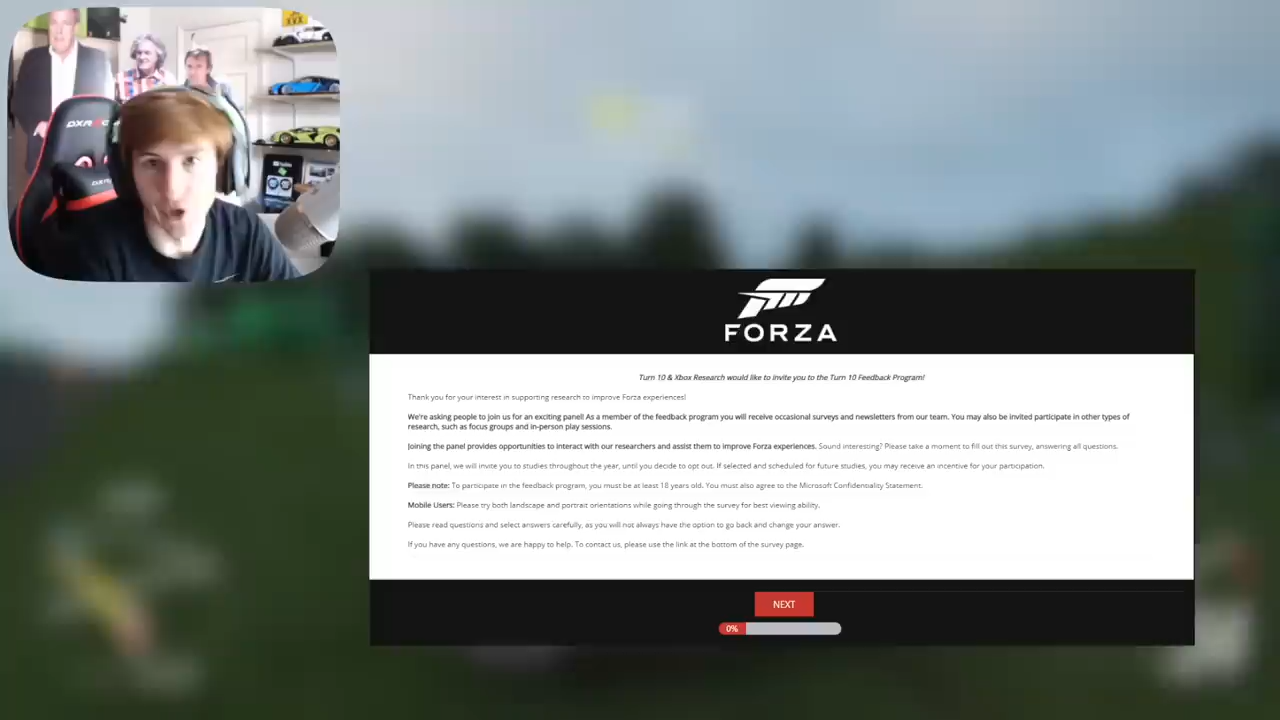 DXR
FORZA
Turn 10 & Xbox Research would like to invite you to the Turn 10 Feedback Program!
Thank you for your interest in supporting research to improve Forza experiences!
We're asking people to join us for an exciting panel! As a member of the feedback program you will receive occasional surveys and newsletters from our team. You may also be invited participate in other types of
research, such as focus groups and in-person play sessions.
Joining the panel provides opportunities to interact with our researchers and assist them to improve Forza experiences. Sound interesting? Please take a moment to fill out this survey, answering all questions.
In this panel, we will invite you to studies throughout the year, until you decide to opt out. If selected and scheduled for future studies, you may receive an incentive for your participation.
Please note: To participate in the feedback program, you must be at least 18 years old. You must also agree to the Microsoft Confidentiality Statement.
Mobile Users: Please try both landscape and portrait orientations while going through the survey for best viewing ability.
Please read questions and select answers carefully, as you will not always have the option to go back and change your answer.
If you have any questions, we are happy to help. To contact us, please use the link at the bottom of the survey page.
NEXT
0%